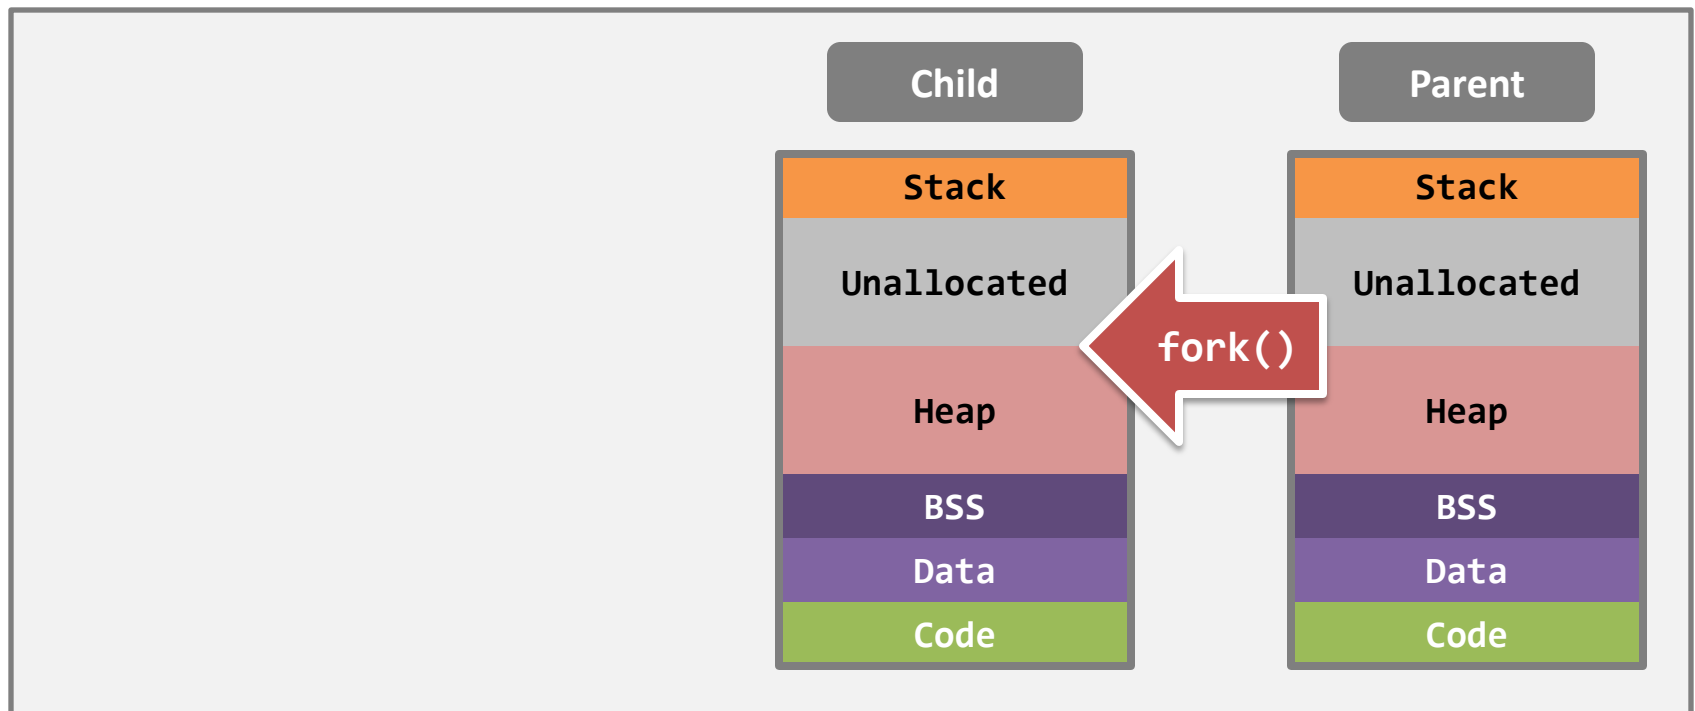 Child
Parent
Stack
Unallocated
Heap
BSS
Data
Code
fork()
Stack
Unallocated
Heap
BSS
Data
Code